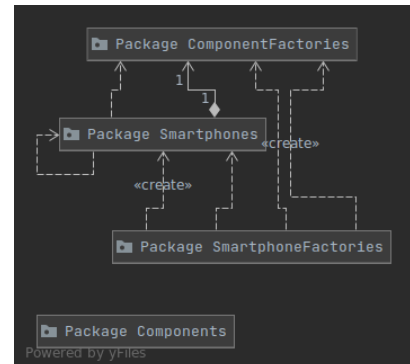 Package ComponentFactories
1
1
Package Smartphones
«create»
«create»
Package SmartphoneFactories
Package Components
Powered by yFiles